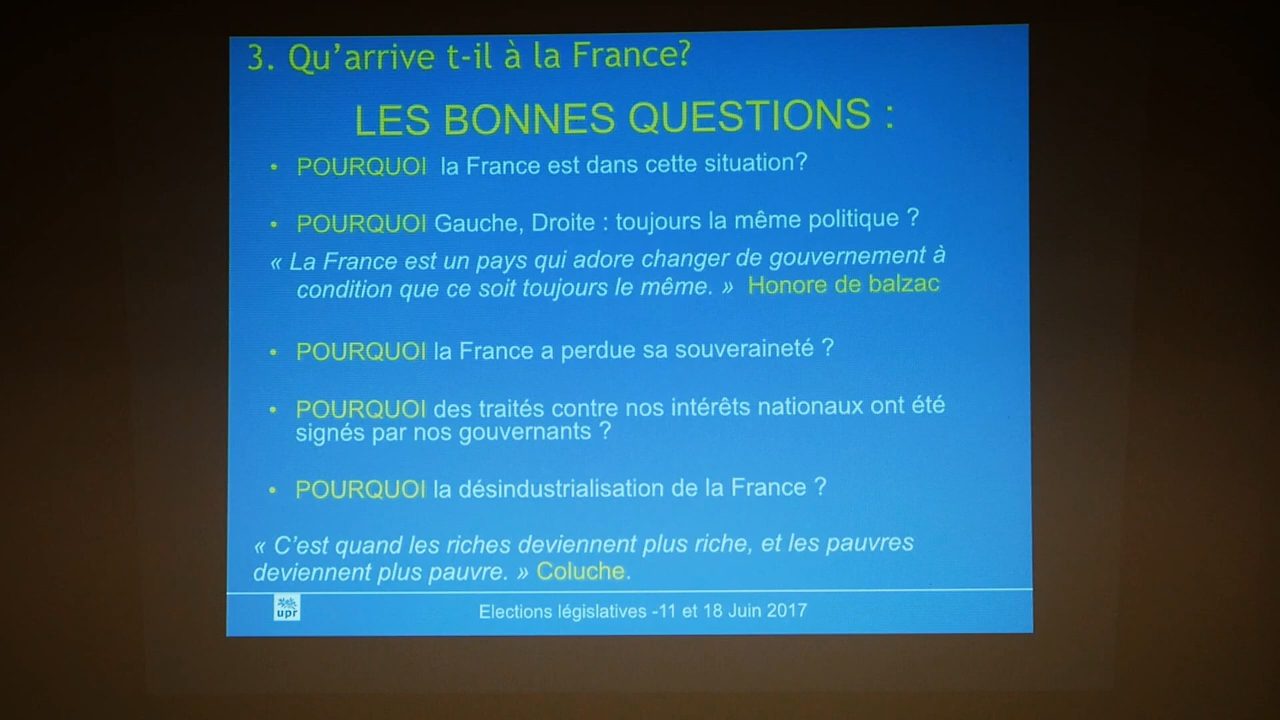 3. Qu'arrive t-il à la France?
LES BONNES QUESTIONS :
• POURQUOI la France est dans cette situation?
• POURQUOI Gauche, Droite : toujours la même politique ?
« La France est un pays qui adore changer de gouvernement à
condition que ce soit toujours le même. » Honore de balzac
• POURQUOI la France a perdue sa souveraineté ?
• POURQUOI des traités contre nos intérêts nationaux ont été
signés par nos gouvernants ?
• POURQUOI la désindustrialisation de la France ?
« C'est quand les riches deviennent plus riche, et les pauvres
deviennent plus pauvre. » Coluche.
upr
Elections législatives -11 et 18 Juin 2017